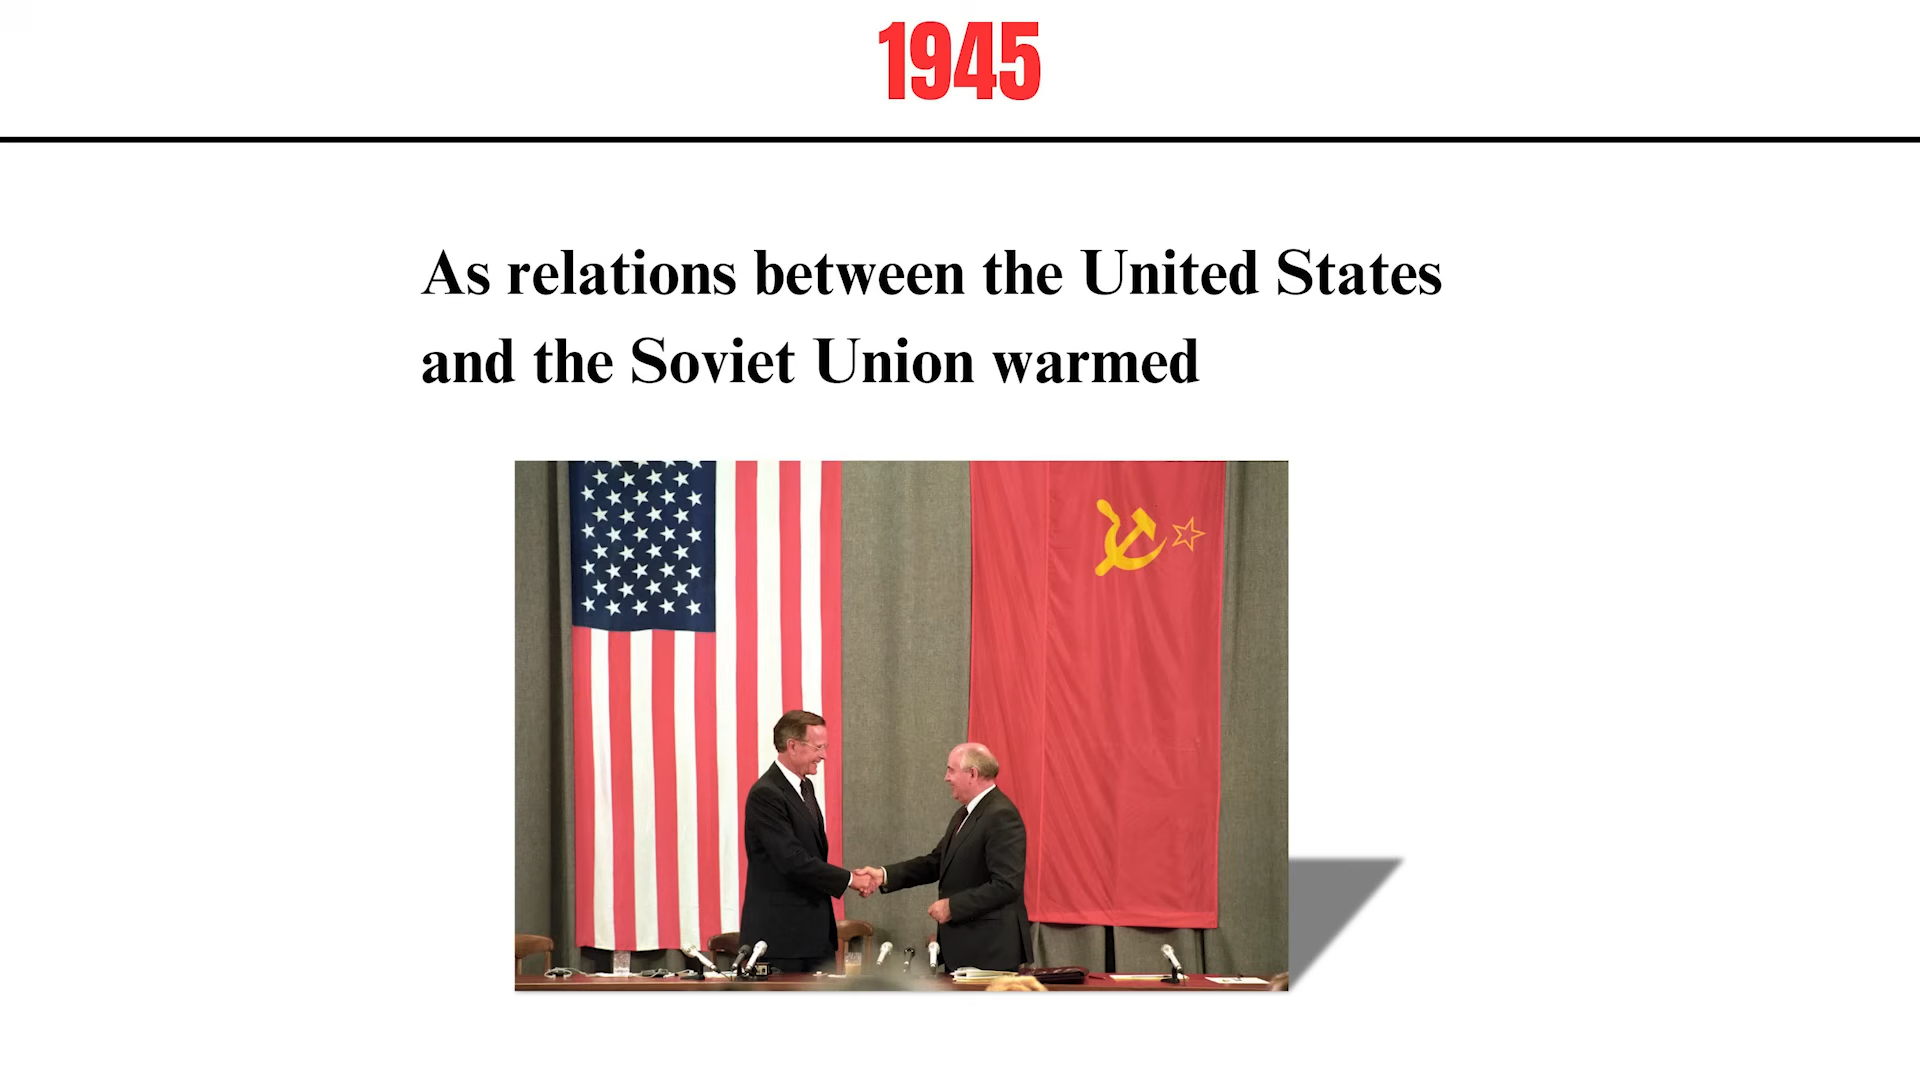 1945
As relations between the United States
and the Soviet Union warmed